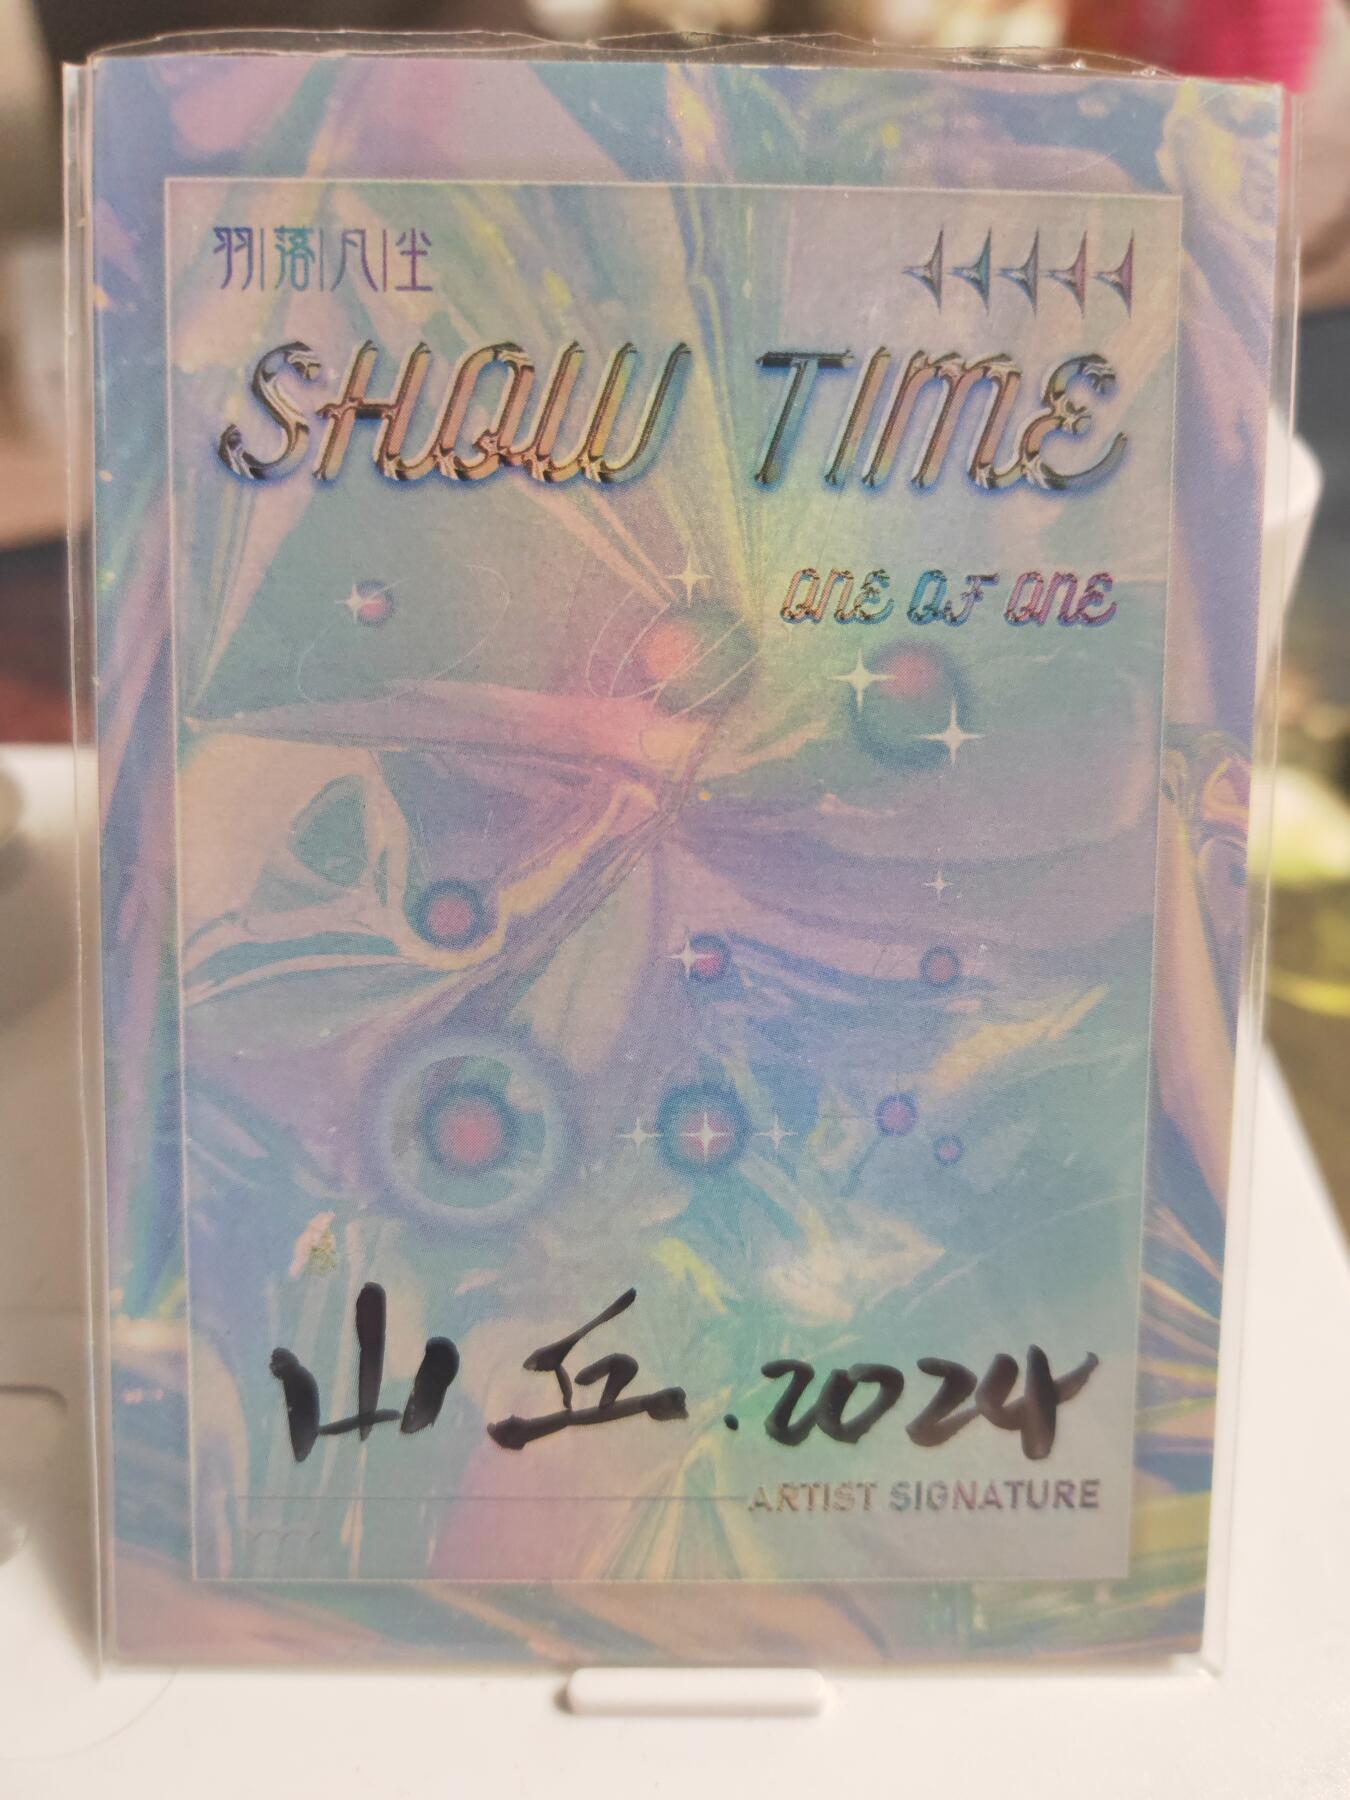 羽|落|凡|尘
SHOW TIME
ONE OF ONE
山丘.2024
ARTIST SIGNATURE